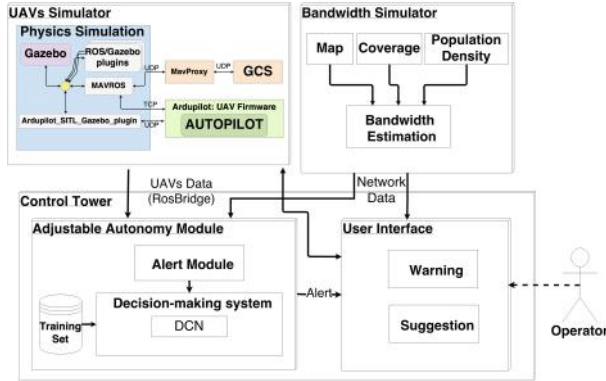 UAVs Simulator
Physics Simulation
Gazebo
ROS/Gazebo
plugins
MAVROS
UDP
MavProxy
UDP
GCS
TCP
Ardupilot: UAV Firmware
AUTOPILOT
Ardupilot_SITL_Gazebo_plugin
UDP
Bandwidth Simulator
Map
Coverage
Population
Density
Bandwidth
Estimation
UAVs Data
(RosBridge)
Network
Data
Control Tower
Adjustable Autonomy Module
Alert Module
Decision-making system
DCN
Training
Set
Alert
User Interface
Warning
Suggestion
Operator